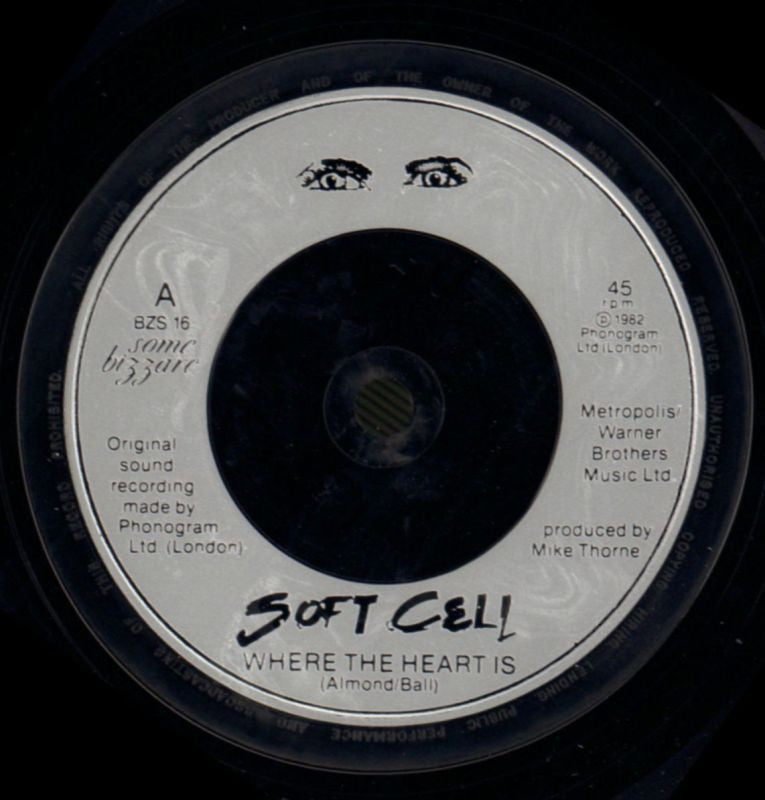 ALL RIGHTS OF THE PRODUCER AND OF THE OWNER OF THE WORK REPRODUCED RESERVED. UNAUTHORISED COPYING, HIRING, LENDING, PUBLIC PERFORMANCE AND BROADCASTING OF THIS RECORD PROHIBITED.
A
BZS 16
some
bizzare
Original
sound
recording
made by
Phonogram
Ltd. (London)
45
rpm
℗ 1982
Phonogram
Ltd (London)
Metropolis/
Warner
Brothers
Music Ltd.
produced by
Mike Thorne
SOFT CELL
WHERE THE HEART IS
(Almond/Ball)